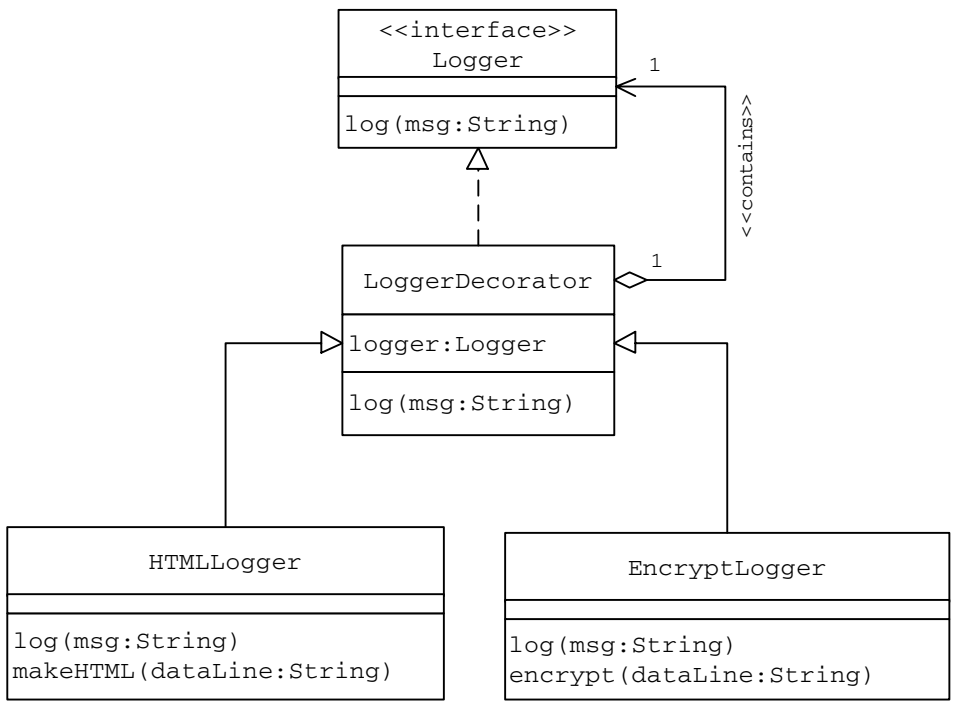 <<interface>>
Logger
1
log(msg:String)
<<contains>>
LoggerDecorator
1
logger:Logger
log(msg:String)
HTMLLogger
log(msg:String)
makeHTML(dataLine:String)
EncryptLogger
log(msg:String)
encrypt(dataLine:String)